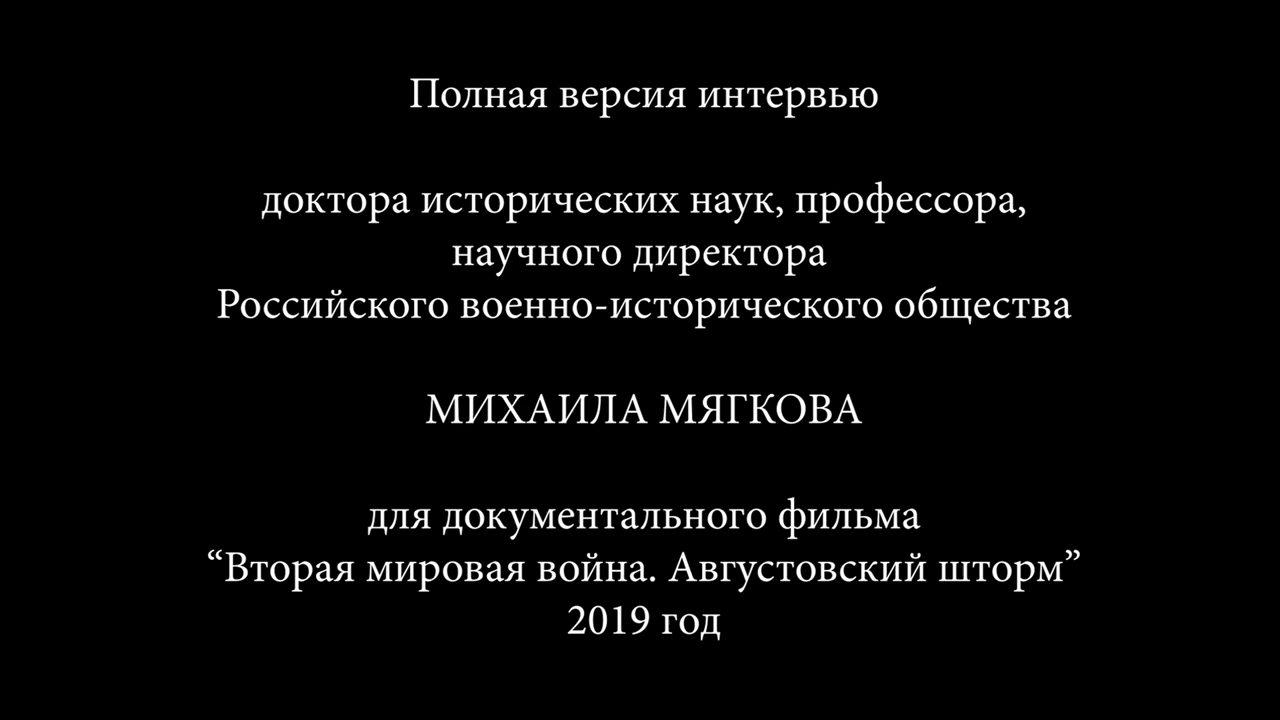 Полная версия интервью
доктора исторических наук, профессора,
научного директора
Российского военно-исторического общества
МИХАИЛА МЯГКОВА
для документального фильма
“Вторая мировая война. Августовский шторм”
2019 год